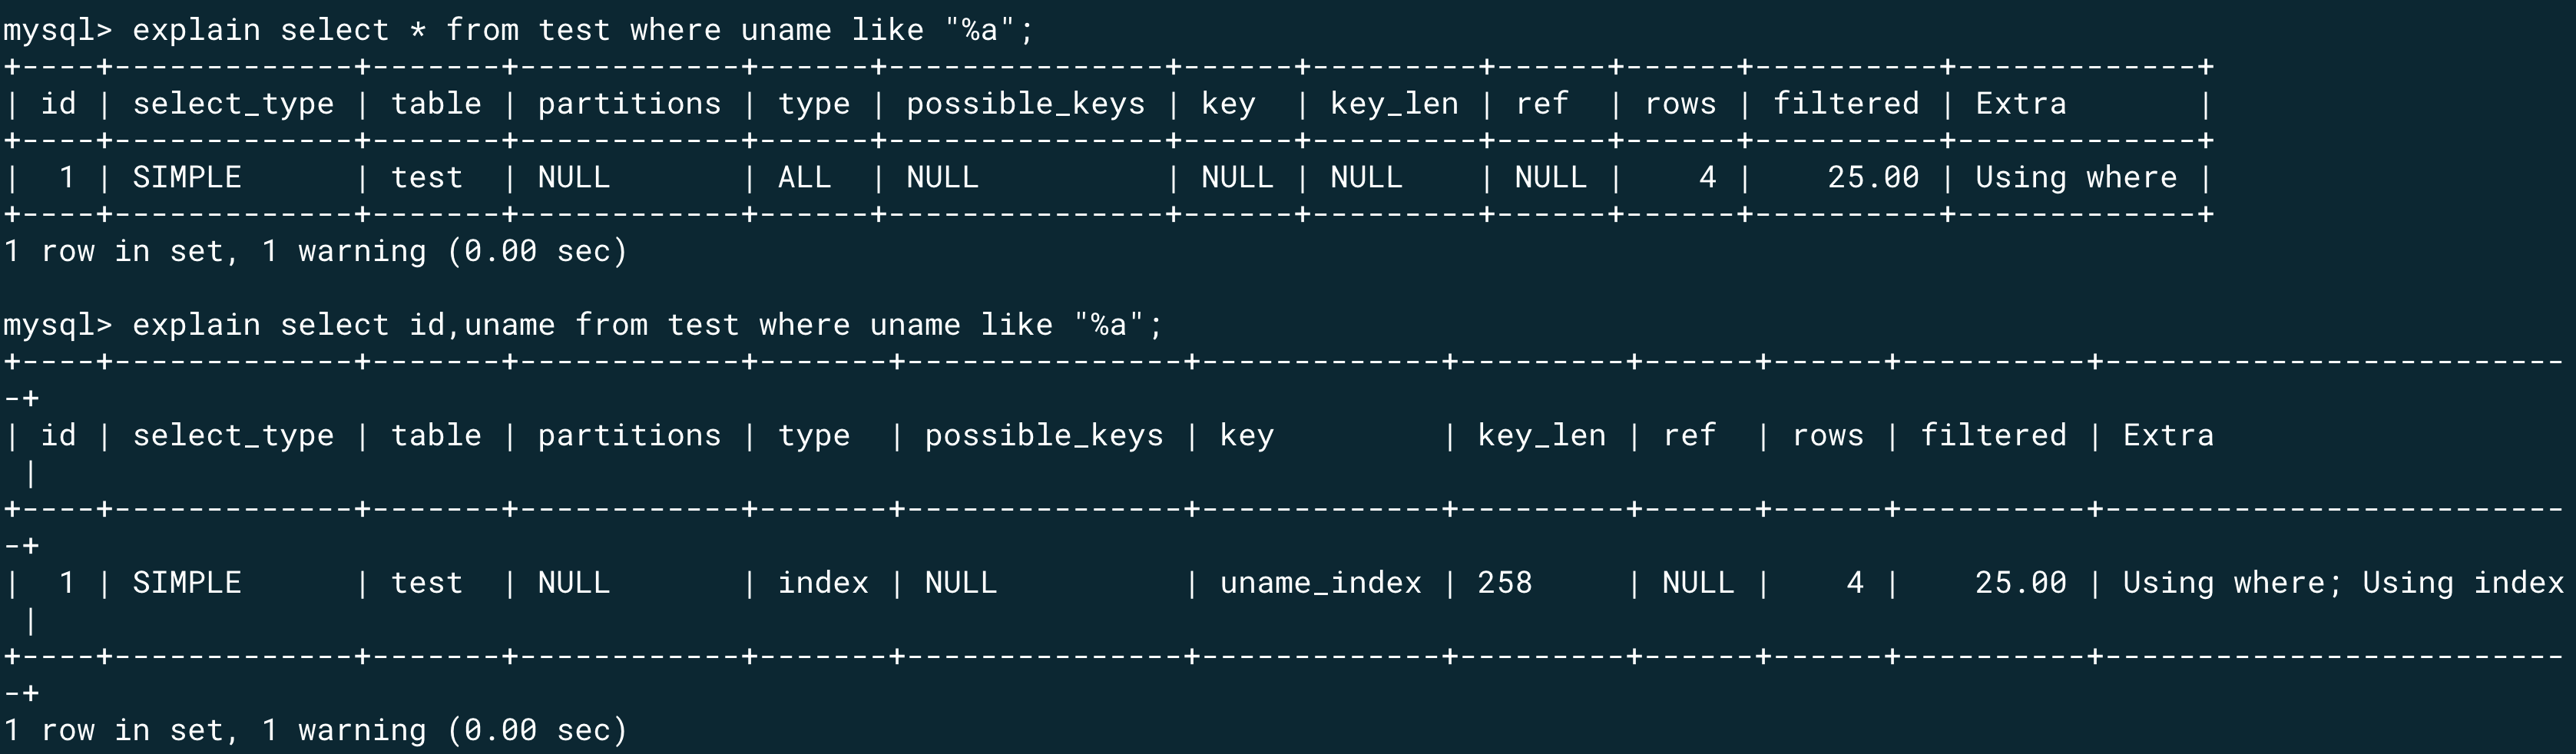 mysql> explain select * from test where uname like "%a";
+----+-------------+-------+------------+------+---------------+------+---------+------+------+----------+-------------+
| id | select_type | table | partitions | type | possible_keys | key  | key_len | ref  | rows | filtered | Extra       |
+----+-------------+-------+------------+------+---------------+------+---------+------+------+----------+-------------+
|  1 | SIMPLE      | test  | NULL       | ALL  | NULL          | NULL | NULL    | NULL |    4 |    25.00 | Using where |
+----+-------------+-------+------------+------+---------------+------+---------+------+------+----------+-------------+
1 row in set, 1 warning (0.00 sec)

mysql> explain select id,uname from test where uname like "%a";
+----+-------------+-------+------------+-------+---------------+-------------+---------+------+------+----------+-------------------------
-+
| id | select_type | table | partitions | type  | possible_keys | key         | key_len | ref  | rows | filtered | Extra
 |
+----+-------------+-------+------------+-------+---------------+-------------+---------+------+------+----------+-------------------------
-+
|  1 | SIMPLE      | test  | NULL       | index | NULL          | uname_index | 258     | NULL |    4 |    25.00 | Using where; Using index
 |
+----+-------------+-------+------------+-------+---------------+-------------+---------+------+------+----------+-------------------------
-+
1 row in set, 1 warning (0.00 sec)